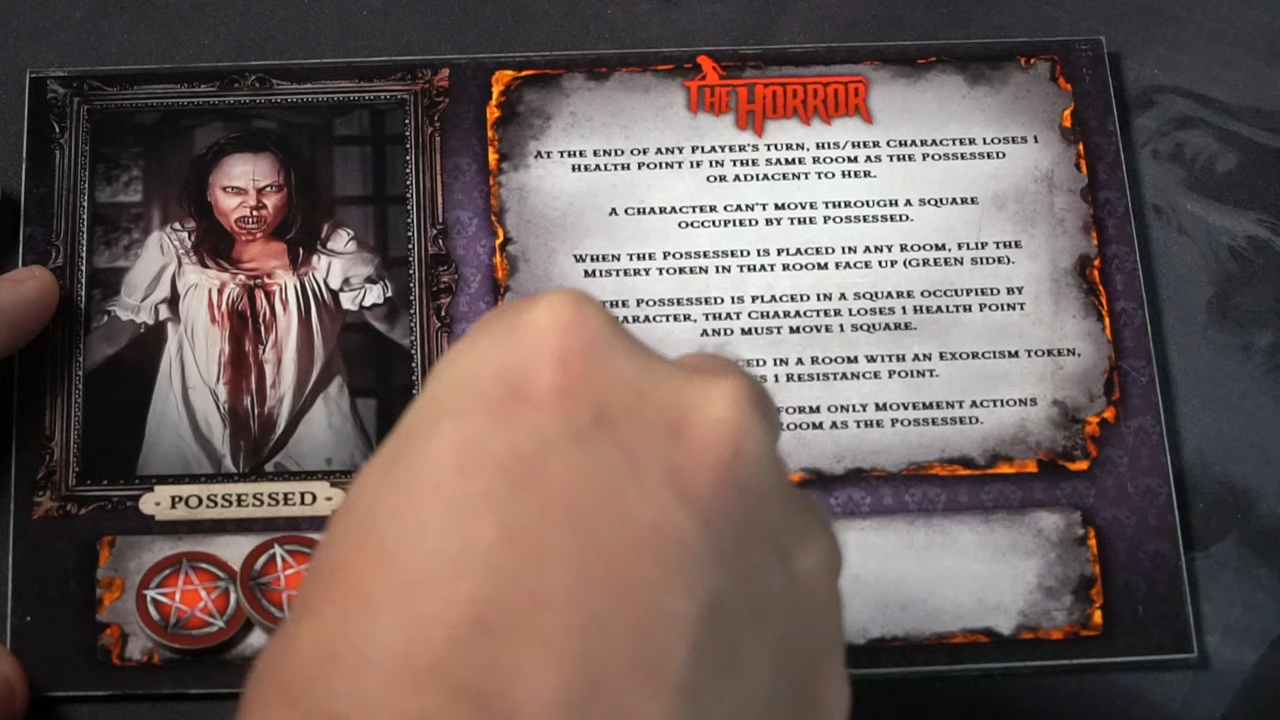 THE HORROR
AT THE END OF ANY PLAYER'S TURN, HIS/HER CHARACTER LOSES 1
HEALTH POINT IF IN THE SAME ROOM AS THE POSSESSED
OR ADIACENT TO HER.
A CHARACTER CAN'T MOVE THROUGH A SQUARE
OCCUPIED BY THE POSSESSED.
WHEN THE POSSESSED IS PLACED IN ANY ROOM, FLIP THE
MISTERY TOKEN IN THAT ROOM FACE UP (GREEN SIDE).
THE POSSESSED IS PLACED IN A SQUARE OCCUPIED BY
THAT CHARACTER LOSES 1 HEALTH POINT
AND MUST MOVE 1 SQUARE.
IN A ROOM WITH AN EXORCISM TOKEN,
1 RESISTANCE POINT.
ONLY MOVEMENT ACTIONS
AS THE POSSESSED.
· POSSESSED ·